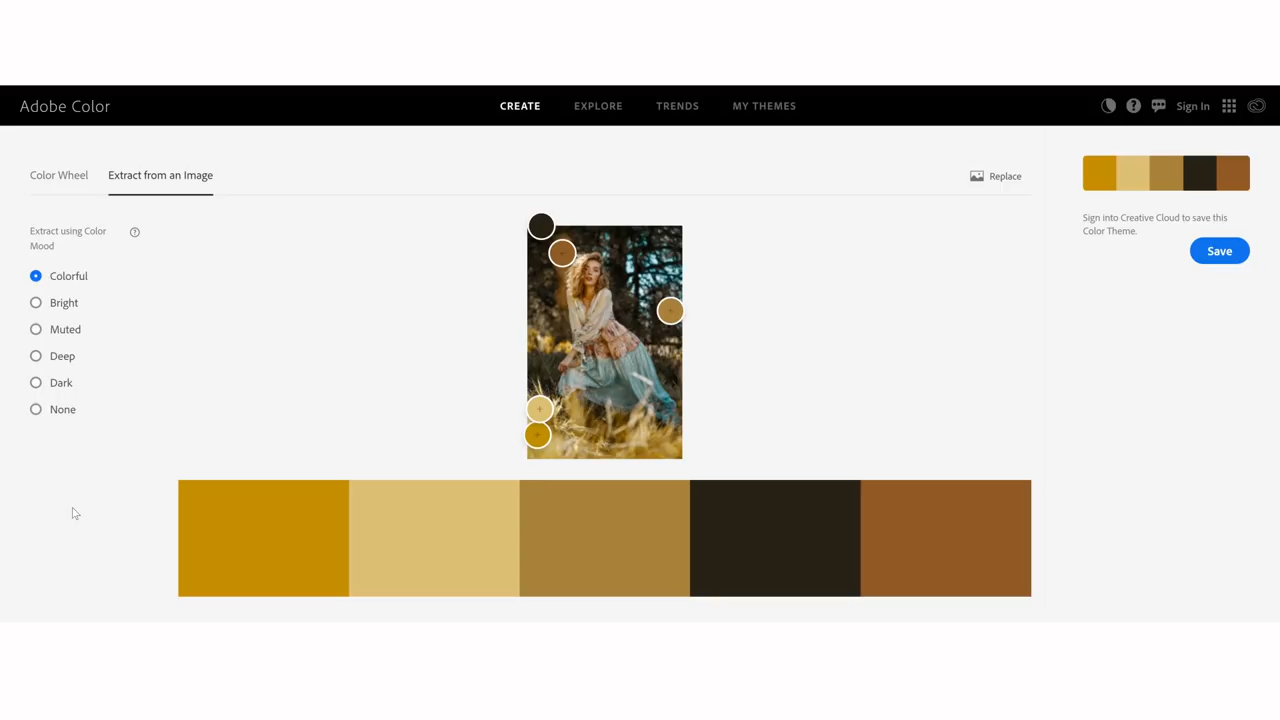 Adobe Color
CREATE
EXPLORE
TRENDS
MY THEMES
Sign In
Color Wheel
Extract from an Image
Replace
Extract using Color
Mood
Colorful
Bright
Muted
Deep
Dark
None
Sign into Creative Cloud to save this
Color Theme.
Save